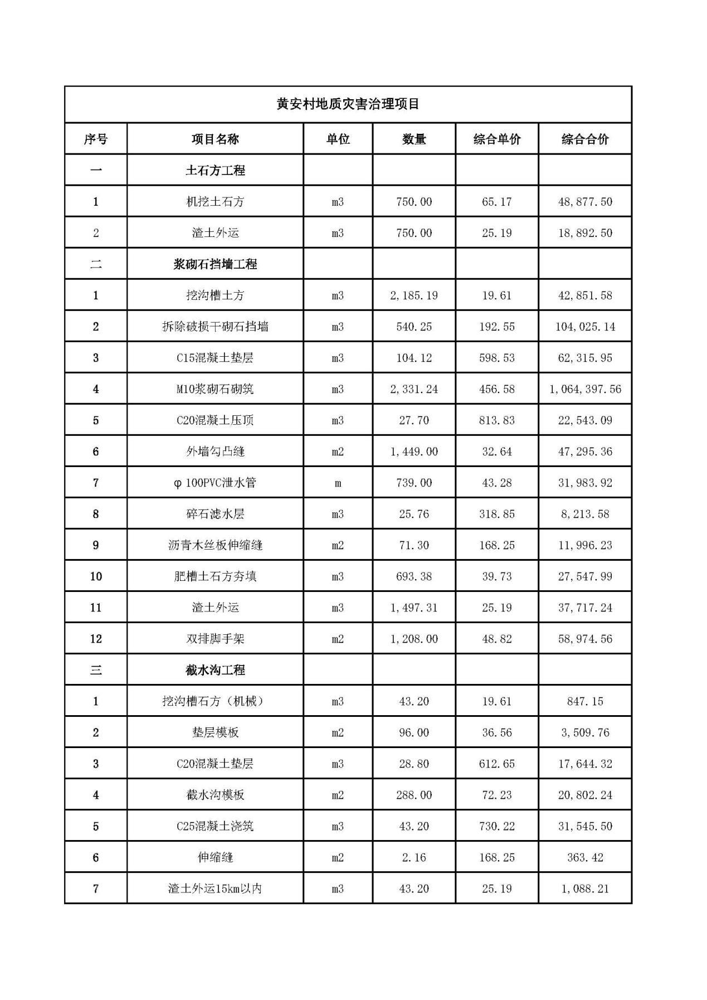 黄安村地质灾害治理项目
序号 项目名称 单位 数量 综合单价 综合合价
一 土石方工程
1 机挖土石方 m3 750.00 65.17 48,877.50
2 渣土外运 m3 750.00 25.19 18,892.50
二 浆砌石挡墙工程
1 挖沟槽土方 m3 2,185.19 19.61 42,851.58
2 拆除破损干砌石挡墙 m3 540.25 192.55 104,025.14
3 C15混凝土垫层 m3 104.12 598.53 62,315.95
4 M10浆砌石砌筑 m3 2,331.24 456.58 1,064,397.56
5 C20混凝土压顶 m3 27.70 813.83 22,543.09
6 外墙勾凸缝 m2 1,449.00 32.64 47,295.36
7 φ100PVC泄水管 m 739.00 43.28 31,983.92
8 碎石滤水层 m3 25.76 318.85 8,213.58
9 沥青木丝板伸缩缝 m2 71.30 168.25 11,996.23
10 肥槽土石方夯填 m3 693.38 39.73 27,547.99
11 渣土外运 m3 1,497.31 25.19 37,717.24
12 双排脚手架 m2 1,208.00 48.82 58,974.56
三 截水沟工程
1 挖沟槽石方（机械） m3 43.20 19.61 847.15
2 垫层模板 m2 96.00 36.56 3,509.76
3 C20混凝土垫层 m3 28.80 612.65 17,644.32
4 截水沟模板 m2 288.00 72.23 20,802.24
5 C25混凝土浇筑 m3 43.20 730.22 31,545.50
6 伸缩缝 m2 2.16 168.25 363.42
7 渣土外运15km以内 m3 43.20 25.19 1,088.21